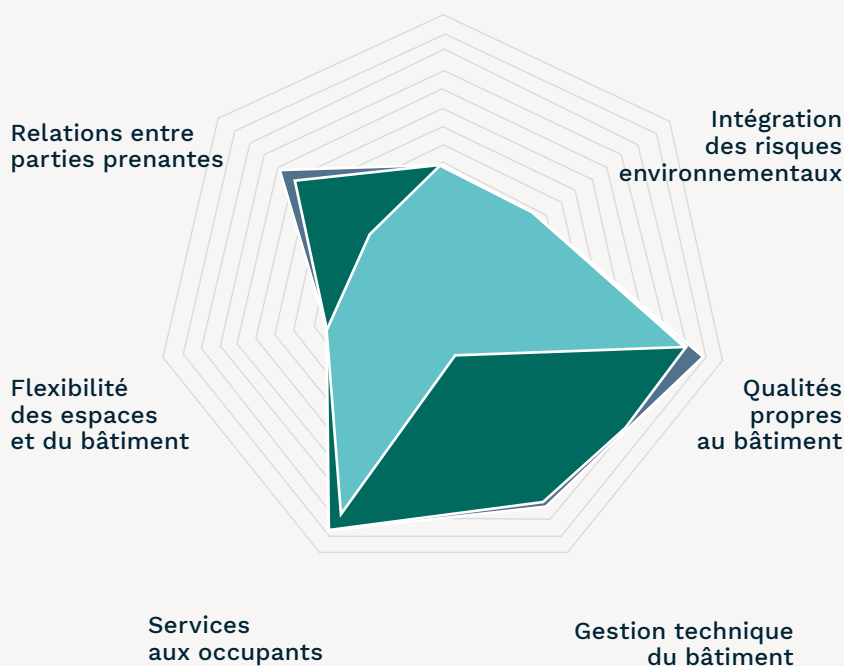 Relations entre
parties prenantes
Intégration
des risques
environnementaux
Flexibilité
des espaces
et du bâtiment
Qualités
propres
au bâtiment
Services
aux occupants
Gestion technique
du bâtiment